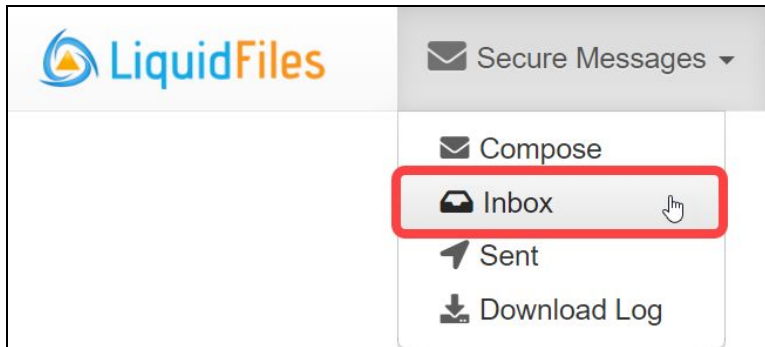 LiquidFiles
Secure Messages
Compose
Inbox
Sent
Download Log